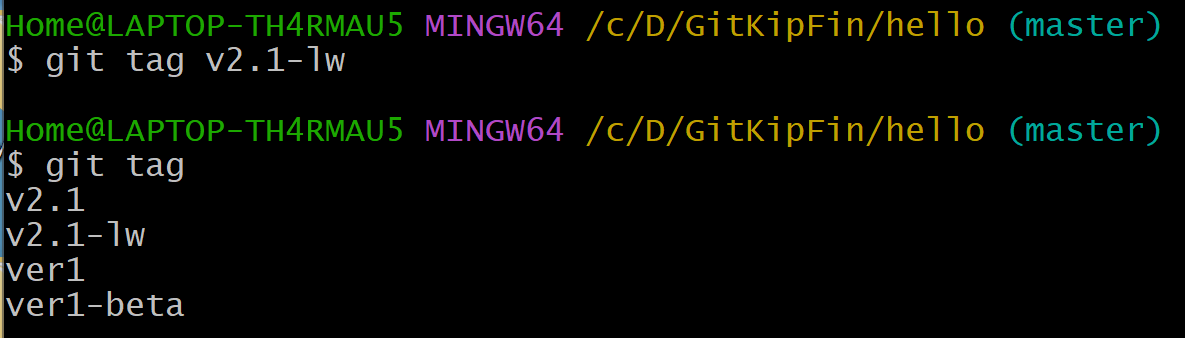 Home@LAPTOP-TH4RMAU5 MINGW64 /c/D/GitKipFin/hello (master)
$ git tag v2.1-lw
Home@LAPTOP-TH4RMAU5 MINGW64 /c/D/GitKipFin/hello (master)
$ git tag
v2.1
v2.1-lw
ver1
ver1-beta